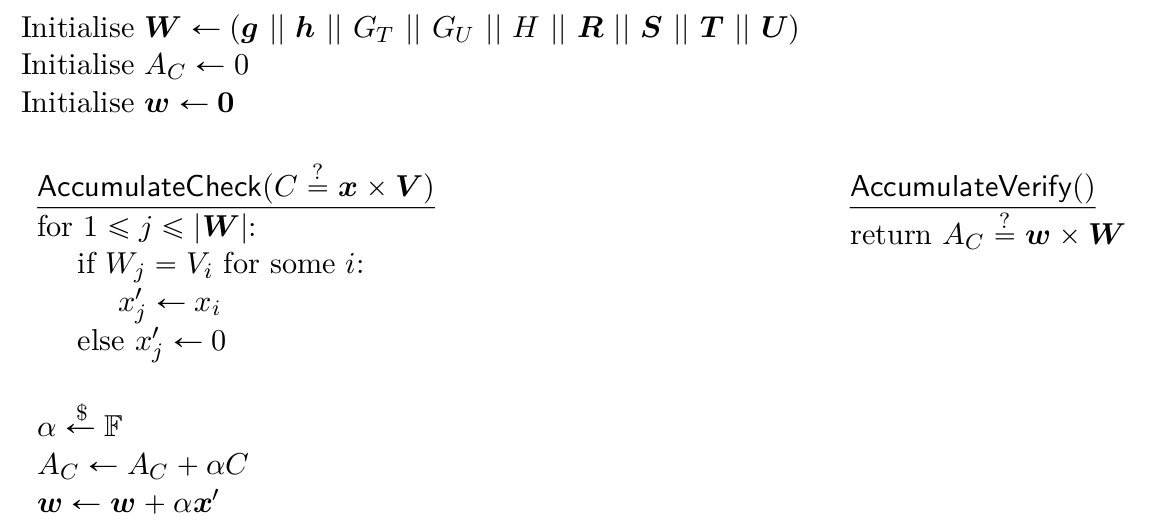 Initialise W ← (g || h || G_T || G_U || H || R || S || T || U)
Initialise A_C ← 0
Initialise w ← 0
AccumulateCheck(C ≟ x × V)
for 1 ⩽ j ⩽ |W|:
if W_j = V_i for some i:
x′_j ← x_i
else x′_j ← 0
α ←$ 𝔽
A_C ← A_C + αC
w ← w + αx′
AccumulateVerify()
return A_C ≟ w × W